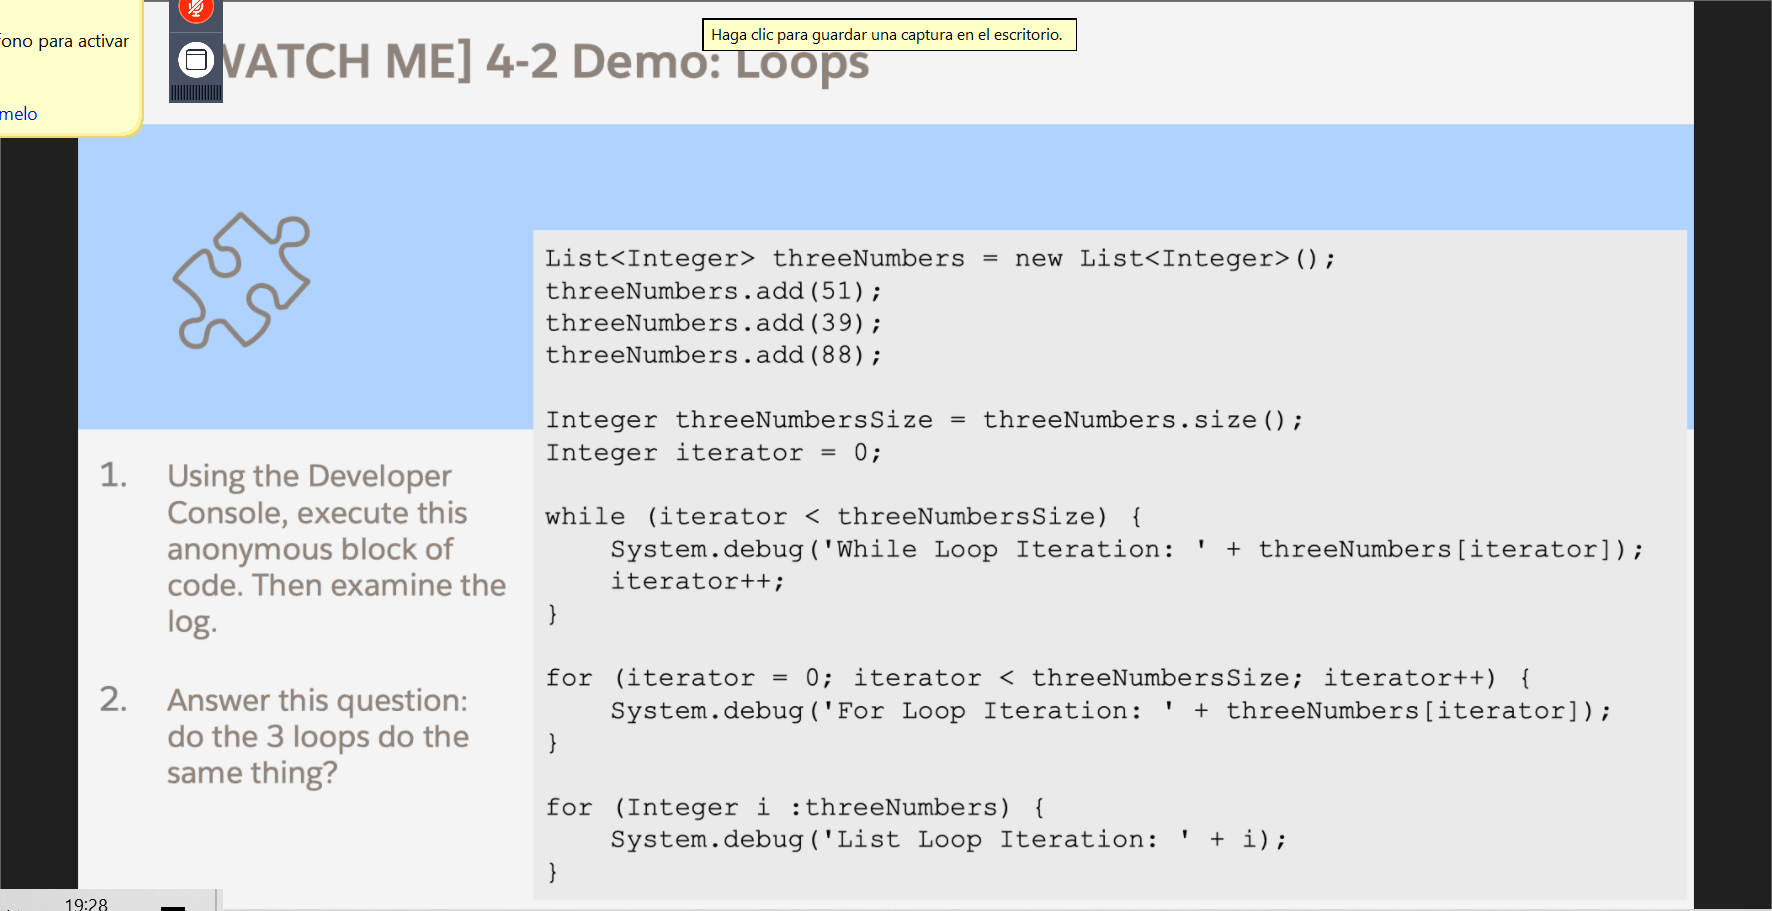 fono para activar
melo
Haga clic para guardar una captura en el escritorio.
WATCH ME] 4-2 Demo: Loops
List<Integer> threeNumbers = new List<Integer>();
threeNumbers.add(51);
threeNumbers.add(39);
threeNumbers.add(88);
Integer threeNumbersSize = threeNumbers.size();
Integer iterator = 0;
while (iterator < threeNumbersSize) {
System.debug('While Loop Iteration: ' + threeNumbers[iterator]);
iterator++;
}
for (iterator = 0; iterator < threeNumbersSize; iterator++) {
System.debug('For Loop Iteration: ' + threeNumbers[iterator]);
}
for (Integer i :threeNumbers) {
System.debug('List Loop Iteration: ' + i);
}
1. Using the Developer
Console, execute this
anonymous block of
code. Then examine the
log.
2. Answer this question:
do the 3 loops do the
same thing?
19:28